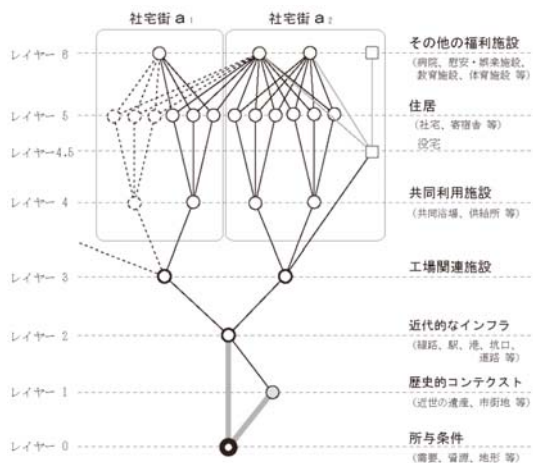 社宅街 a₁
社宅街 a₂
レイヤー 6
その他の福利施設
（病院、慰安・娯楽施設、
教育施設、体育施設 等）
レイヤー 5
住居
（社宅、寄宿舎 等）
レイヤー4.5
役宅
レイヤー 4
共同利用施設
（共同浴場、供給所 等）
レイヤー 3
工場関連施設
レイヤー 2
近代的なインフラ
（線路、駅、港、坑口、
道路 等）
レイヤー 1
歴史的コンテクスト
（近世の遺産、市街地 等）
レイヤー 0
所与条件
（需要、資源、地形 等）